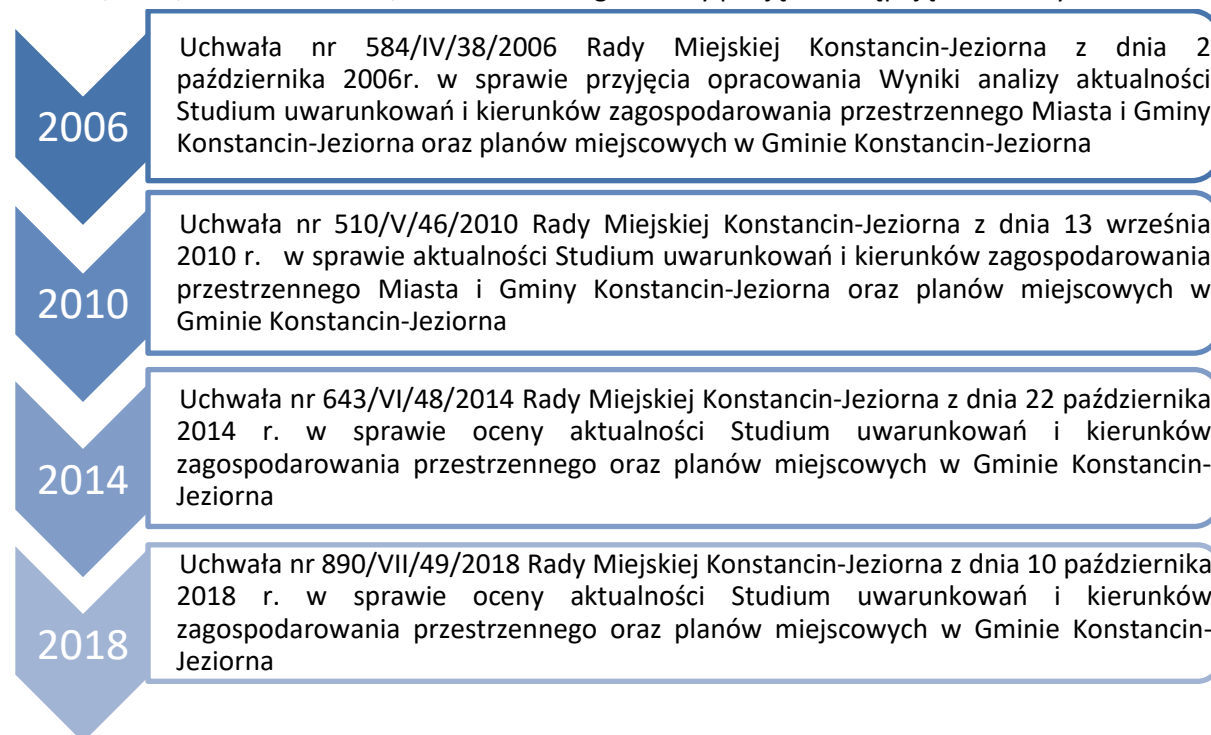 2006
Uchwała nr 584/IV/38/2006 Rady Miejskiej Konstancin-Jeziorna z dnia 2
października 2006r. w sprawie przyjęcia opracowania Wyniki analizy aktualności
Studium uwarunkowań i kierunków zagospodarowania przestrzennego Miasta i Gminy
Konstancin-Jeziorna oraz planów miejscowych w Gminie Konstancin-Jeziorna
2010
Uchwała nr 510/V/46/2010 Rady Miejskiej Konstancin-Jeziorna z dnia 13 września
2010 r. w sprawie aktualności Studium uwarunkowań i kierunków zagospodarowania
przestrzennego Miasta i Gminy Konstancin-Jeziorna oraz planów miejscowych w
Gminie Konstancin-Jeziorna
2014
Uchwała nr 643/VI/48/2014 Rady Miejskiej Konstancin-Jeziorna z dnia 22 października
2014 r. w sprawie oceny aktualności Studium uwarunkowań i kierunków
zagospodarowania przestrzennego oraz planów miejscowych w Gminie Konstancin-
Jeziorna
2018
Uchwała nr 890/VII/49/2018 Rady Miejskiej Konstancin-Jeziorna z dnia 10 października
2018 r. w sprawie oceny aktualności Studium uwarunkowań i kierunków
zagospodarowania przestrzennego oraz planów miejscowych w Gminie Konstancin-
Jeziorna